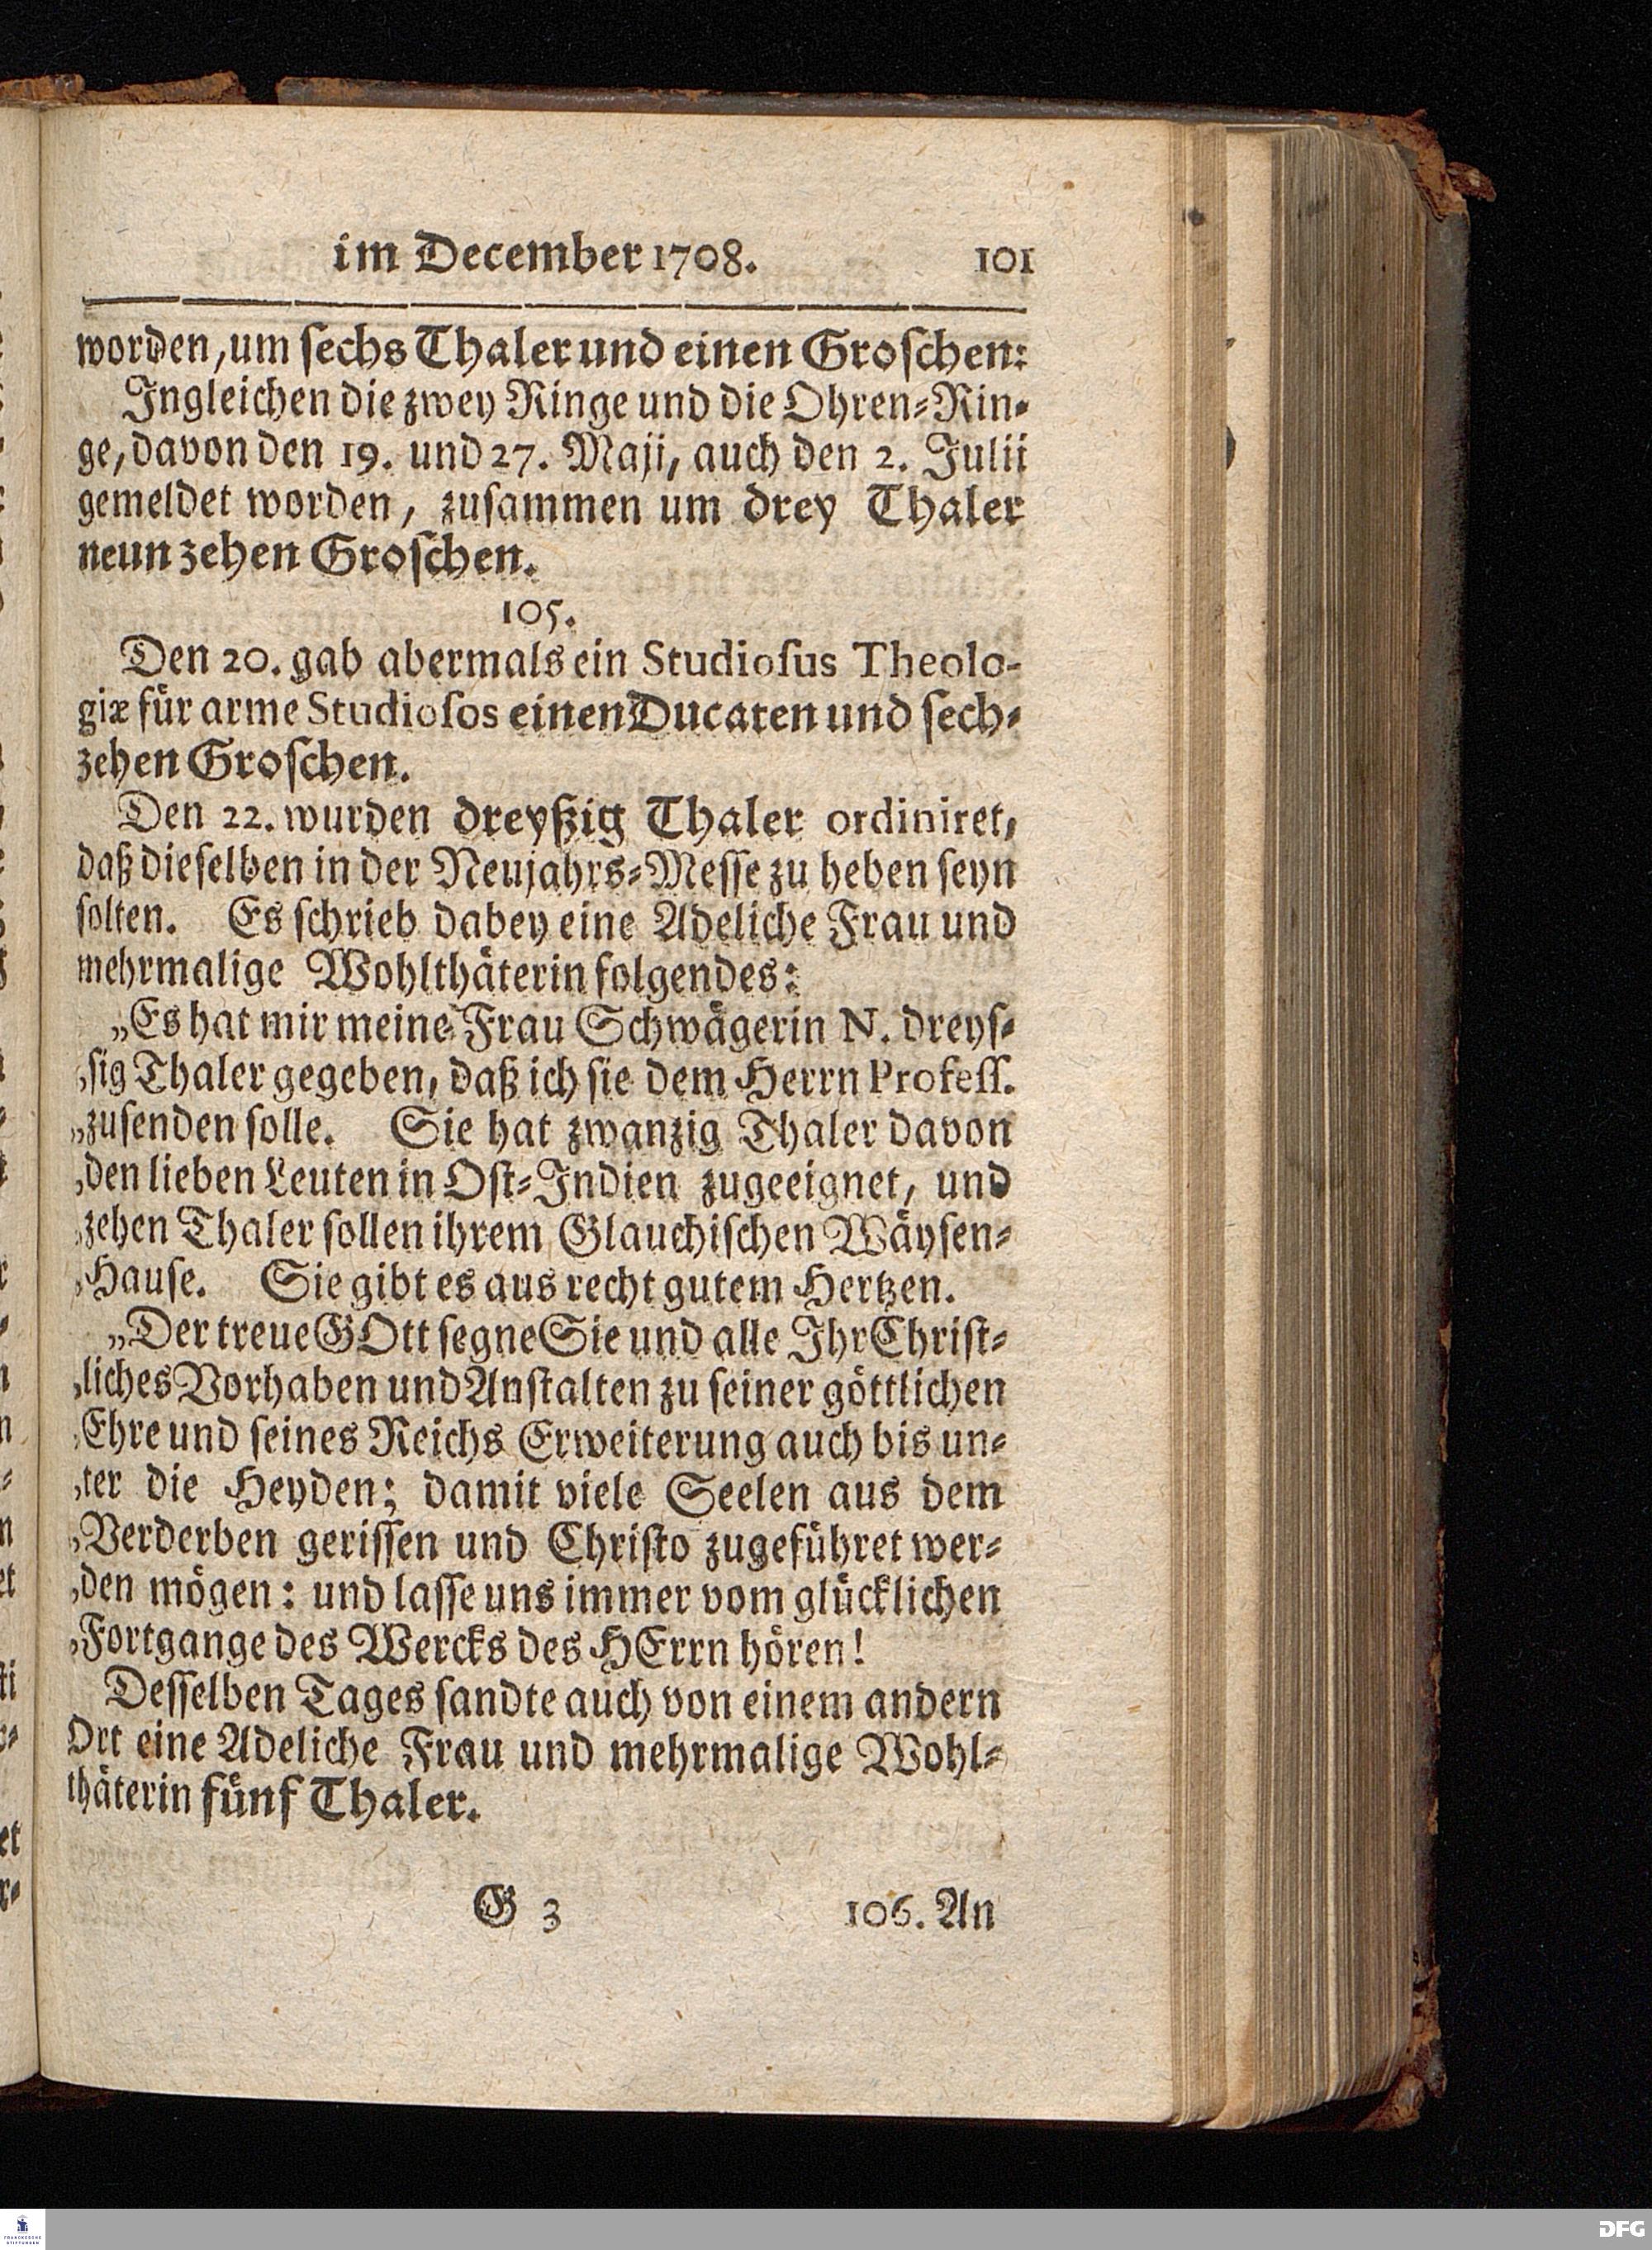 im December 1708. 101
worden, um ſechs Thaler und einen Groſchen:
Ingleichen die zwey Ringe und die Ohren-Rin-
ge, davon den 19. und 27. Maji, auch den 2. Julii
gemeldet worden, zuſammen um drey Thaler
neun zehen Groſchen.
105.
Den 20. gab abermals ein Studioſus Theolo-
giæ für arme Studioſos einen Ducaten und ſech-
zehen Groſchen.
Den 22. wurden dreyßig Thaler ordiniret,
daß dieſelben in der Neujahrs-Meſſe zu heben ſeyn
ſolten. Es ſchrieb dabey eine Adeliche Frau und
mehrmalige Wohlthäterin folgendes:
„Es hat mir meine Frau Schwägerin N. dreyſ-
„ſig Thaler gegeben, daß ich ſie dem Herrn Profeſſ.
„zuſenden ſolle. Sie hat zwanzig Thaler davon
„den lieben Leuten in Oſt-Indien zugeeignet, und
„zehen Thaler ſollen ihrem Glauchiſchen Wäyſen-
„Hauſe. Sie gibt es aus recht gutem Hertzen.
„Der treue GOtt ſegne Sie und alle Ihr Chriſt-
„liches Vorhaben und Anſtalten zu ſeiner göttlichen
„Ehre und ſeines Reichs Erweiterung auch bis un-
„ter die Heyden; damit viele Seelen aus dem
„Verderben geriſſen und Chriſto zugeführet wer-
„den mögen: und laſſe uns immer vom glücklichen
„Fortgange des Wercks des HErrn hören!
Deſſelben Tages ſandte auch von einem andern
Ort eine Adeliche Frau und mehrmalige Wohl-
thäterin fünf Thaler.
G 3 106. An
FRANCKESCHE
STIFTUNGEN
DFG